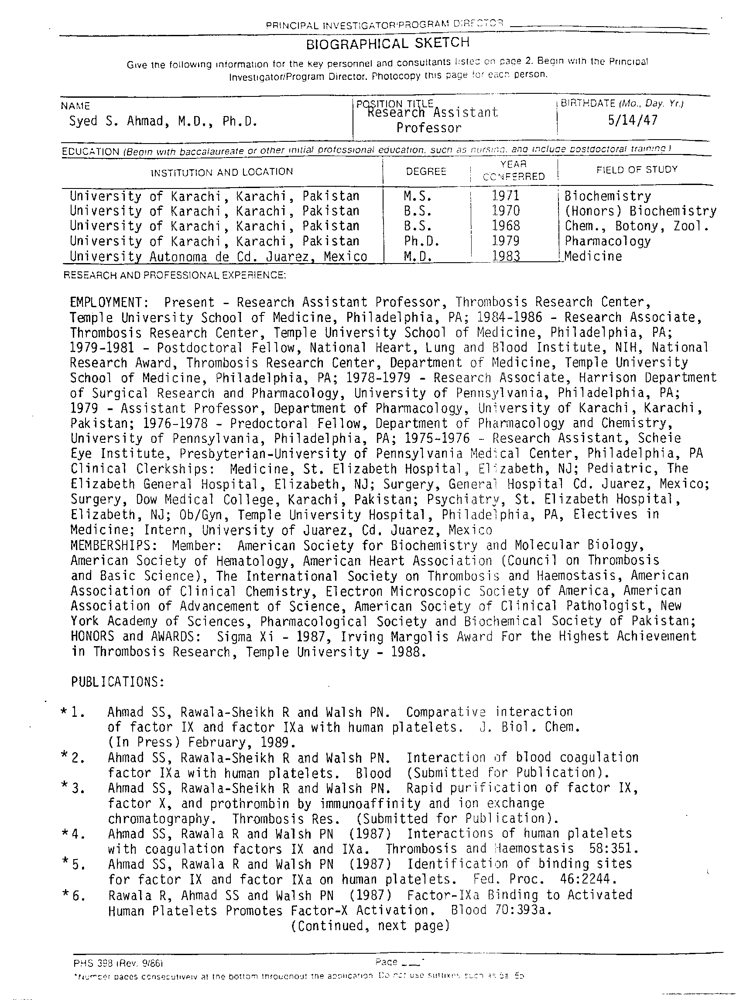 PRINCIPAL INVESTIGATOR/PROGRAM DIRECTOR
BIOGRAPHICAL SKETCH
Give the following information for the key personnel and consultants listed on page 2. Begin with the Principal
Investigator/Program Director. Photocopy this page for each person.
NAME POSITION TITLE BIRTHDATE (Mo., Day, Yr.)
Syed S. Ahmad, M.D., Ph.D. Research Assistant Professor 5/14/47
EDUCATION (Begin with baccalaureate or other initial professional education, such as nursing, and include postdoctoral training.)
INSTITUTION AND LOCATION DEGREE YEAR CONFERRED FIELD OF STUDY
University of Karachi, Karachi, Pakistan M.S. 1971 Biochemistry
University of Karachi, Karachi, Pakistan B.S. 1970 (Honors) Biochemistry
University of Karachi, Karachi, Pakistan B.S. 1968 Chem., Botony, Zool.
University of Karachi, Karachi, Pakistan Ph.D. 1979 Pharmacology
University Autonoma de Cd. Juarez, Mexico M.D. 1983 Medicine
RESEARCH AND PROFESSIONAL EXPERIENCE:
EMPLOYMENT: Present - Research Assistant Professor, Thrombosis Research Center,
Temple University School of Medicine, Philadelphia, PA; 1984-1986 - Research Associate,
Thrombosis Research Center, Temple University School of Medicine, Philadelphia, PA;
1979-1981 - Postdoctoral Fellow, National Heart, Lung and Blood Institute, NIH, National
Research Award, Thrombosis Research Center, Department of Medicine, Temple University
School of Medicine, Philadelphia, PA; 1978-1979 - Research Associate, Harrison Department
of Surgical Research and Pharmacology, University of Pennsylvania, Philadelphia, PA;
1979 - Assistant Professor, Department of Pharmacology, University of Karachi, Karachi,
Pakistan; 1976-1978 - Predoctoral Fellow, Department of Pharmacology and Chemistry,
University of Pennsylvania, Philadelphia, PA; 1975-1976 - Research Assistant, Scheie
Eye Institute, Presbyterian-University of Pennsylvania Medical Center, Philadelphia, PA
Clinical Clerkships: Medicine, St. Elizabeth Hospital, Elizabeth, NJ; Pediatric, The
Elizabeth General Hospital, Elizabeth, NJ; Surgery, General Hospital Cd. Juarez, Mexico;
Surgery, Dow Medical College, Karachi, Pakistan; Psychiatry, St. Elizabeth Hospital,
Elizabeth, NJ; Ob/Gyn, Temple University Hospital, Philadelphia, PA, Electives in
Medicine; Intern, University of Juarez, Cd. Juarez, Mexico
MEMBERSHIPS: Member: American Society for Biochemistry and Molecular Biology,
American Society of Hematology, American Heart Association (Council on Thrombosis
and Basic Science), The International Society on Thrombosis and Haemostasis, American
Association of Clinical Chemistry, Electron Microscopic Society of America, American
Association of Advancement of Science, American Society of Clinical Pathologist, New
York Academy of Sciences, Pharmacological Society and Biochemical Society of Pakistan;
HONORS and AWARDS: Sigma Xi - 1987, Irving Margolis Award For the Highest Achievement
in Thrombosis Research, Temple University - 1988.
PUBLICATIONS:
*1. Ahmad SS, Rawala-Sheikh R and Walsh PN. Comparative interaction
of factor IX and factor IXa with human platelets. J. Biol. Chem.
(In Press) February, 1989.
*2. Ahmad SS, Rawala-Sheikh R and Walsh PN. Interaction of blood coagulation
factor IXa with human platelets. Blood (Submitted for Publication).
*3. Ahmad SS, Rawala-Sheikh R and Walsh PN. Rapid purification of factor IX,
factor X, and prothrombin by immunoaffinity and ion exchange
chromatography. Thrombosis Res. (Submitted for Publication).
*4. Ahmad SS, Rawala R and Walsh PN (1987) Interactions of human platelets
with coagulation factors IX and IXa. Thrombosis and Haemostasis 58:351.
*5. Ahmad SS, Rawala R and Walsh PN (1987) Identification of binding sites
for factor IX and factor IXa on human platelets. Fed. Proc. 46:2244.
*6. Rawala R, Ahmad SS and Walsh PN (1987) Factor-IXa Binding to Activated
Human Platelets Promotes Factor-X Activation. Blood 70:393a.
(Continued, next page)
PHS 398 (Rev. 9/86) Page
*Number pages consecutively at the bottom throughout the application. Do not use suffixes such as 5a, 5b.